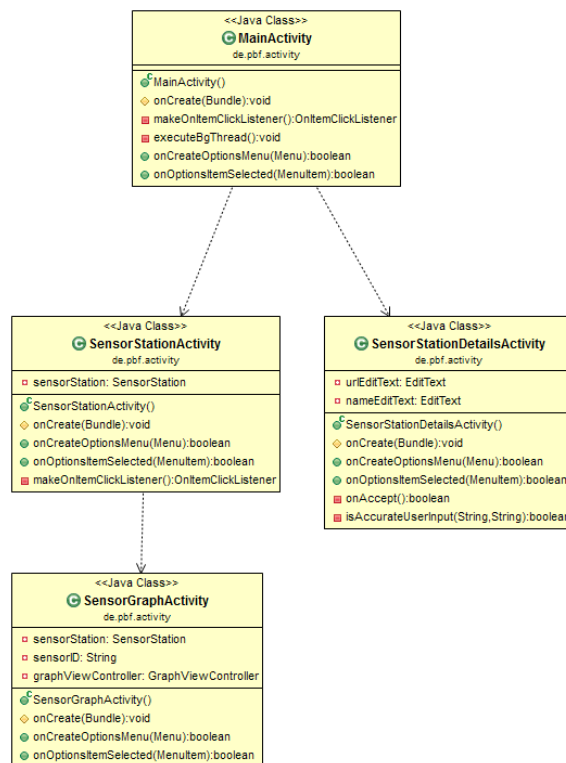 <<Java Class>>
MainActivity
de.pbf.activity
MainActivity()
onCreate(Bundle):void
makeOnItemClickListener():OnItemClickListener
executeBgThread():void
onCreateOptionsMenu(Menu):boolean
onOptionsItemSelected(MenuItem):boolean
<<Java Class>>
SensorStationActivity
de.pbf.activity
sensorStation: SensorStation
SensorStationActivity()
onCreate(Bundle):void
onCreateOptionsMenu(Menu):boolean
onOptionsItemSelected(MenuItem):boolean
makeOnItemClickListener():OnItemClickListener
<<Java Class>>
SensorStationDetailsActivity
de.pbf.activity
urlEditText: EditText
nameEditText: EditText
SensorStationDetailsActivity()
onCreate(Bundle):void
onCreateOptionsMenu(Menu):boolean
onOptionsItemSelected(MenuItem):boolean
onAccept():boolean
isAccurateUserInput(String,String):boolean
<<Java Class>>
SensorGraphActivity
de.pbf.activity
sensorStation: SensorStation
sensorID: String
graphViewController: GraphViewController
SensorGraphActivity()
onCreate(Bundle):void
onCreateOptionsMenu(Menu):boolean
onOptionsItemSelected(MenuItem):boolean